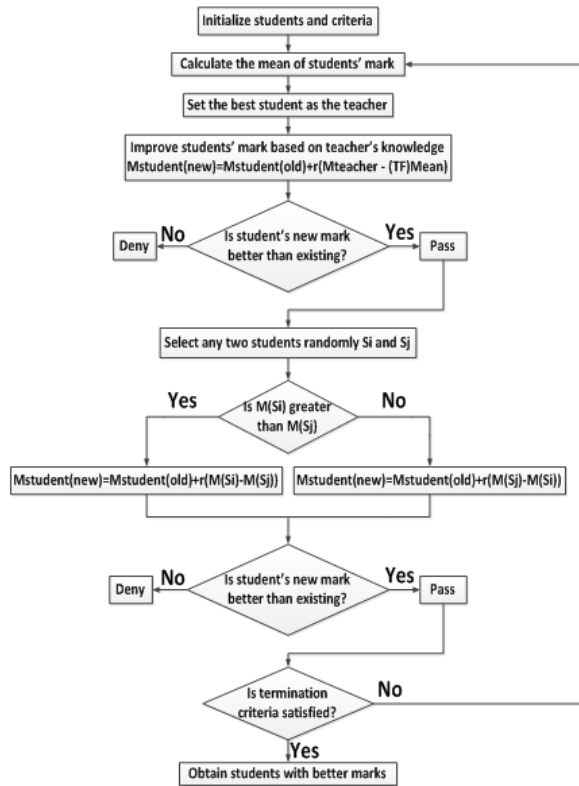 Initialize students and criteria
Calculate the mean of students' mark
Set the best student as the teacher
Improve students' mark based on teacher's knowledge
Mstudent(new)=Mstudent(old)+r(Mteacher - (TF)Mean)
No
Yes
Deny
Is student's new mark
better than existing?
Pass
Select any two students randomly Si and Sj
Yes
No
Is M(Si) greater
than M(Sj)
Mstudent(new)=Mstudent(old)+r(M(Si)-M(Sj))
Mstudent(new)=Mstudent(old)+r(M(Sj)-M(Si))
No
Yes
Deny
Is student's new mark
better than existing?
Pass
Is termination
criteria satisfied?
No
Yes
Obtain students with better marks